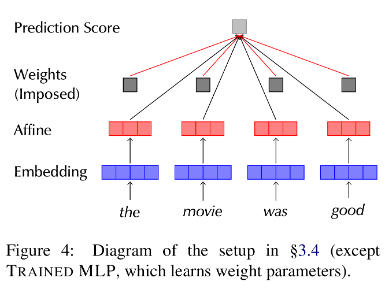 Prediction Score
Weights
(Imposed)
Affine
Embedding
the movie was good
Figure 4: Diagram of the setup in §3.4 (except
TRAINED MLP, which learns weight parameters).